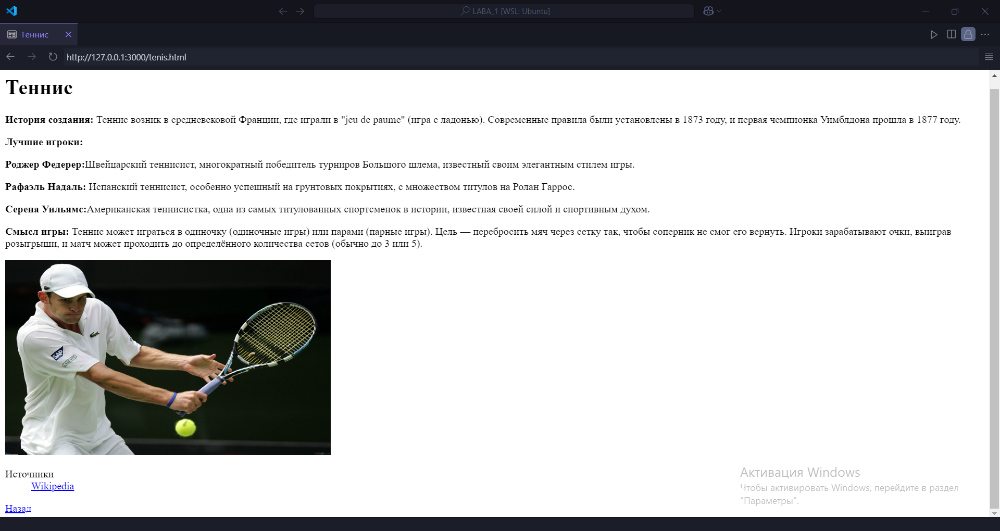 LABA_1 [WSL: Ubuntu]
Теннис
http://127.0.0.1:3000/tenis.html
Теннис
История создания: Теннис возник в средневековой Франции, где играли в "jeu de paume" (игра с ладонью). Современные правила были установлены в 1873 году, и первая чемпионка Уимблдона прошла в 1877 году.
Лучшие игроки:
Роджер Федерер:Швейцарский теннисист, многократный победитель турниров Большого шлема, известный своим элегантным стилем игры.
Рафаэль Надаль: Испанский теннисист, особенно успешный на грунтовых покрытиях, с множеством титулов на Ролан Гаррос.
Серена Уильямс:Американская теннисистка, одна из самых титулованных спортсменок в истории, известная своей силой и спортивным духом.
Смысл игры: Теннис может играться в одиночку (одиночные игры) или парами (парные игры). Цель — перебросить мяч через сетку так, чтобы соперник не смог его вернуть. Игроки зарабатывают очки, выиграв
розыгрыши, и матч может проходить до определённого количества сетов (обычно до 3 или 5).
SAP
LACOSTE
Источники
Wikipedia
Назад
Активация Windows
Чтобы активировать Windows, перейдите в раздел
"Параметры".